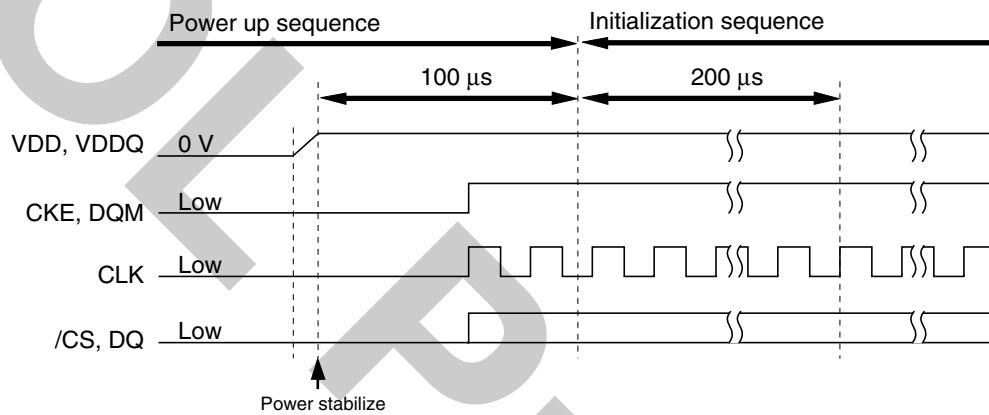 Power up sequence
Initialization sequence
100 μs
200 μs
VDD, VDDQ
0 V
CKE, DQM
Low
CLK
Low
/CS, DQ
Low
Power stabilize